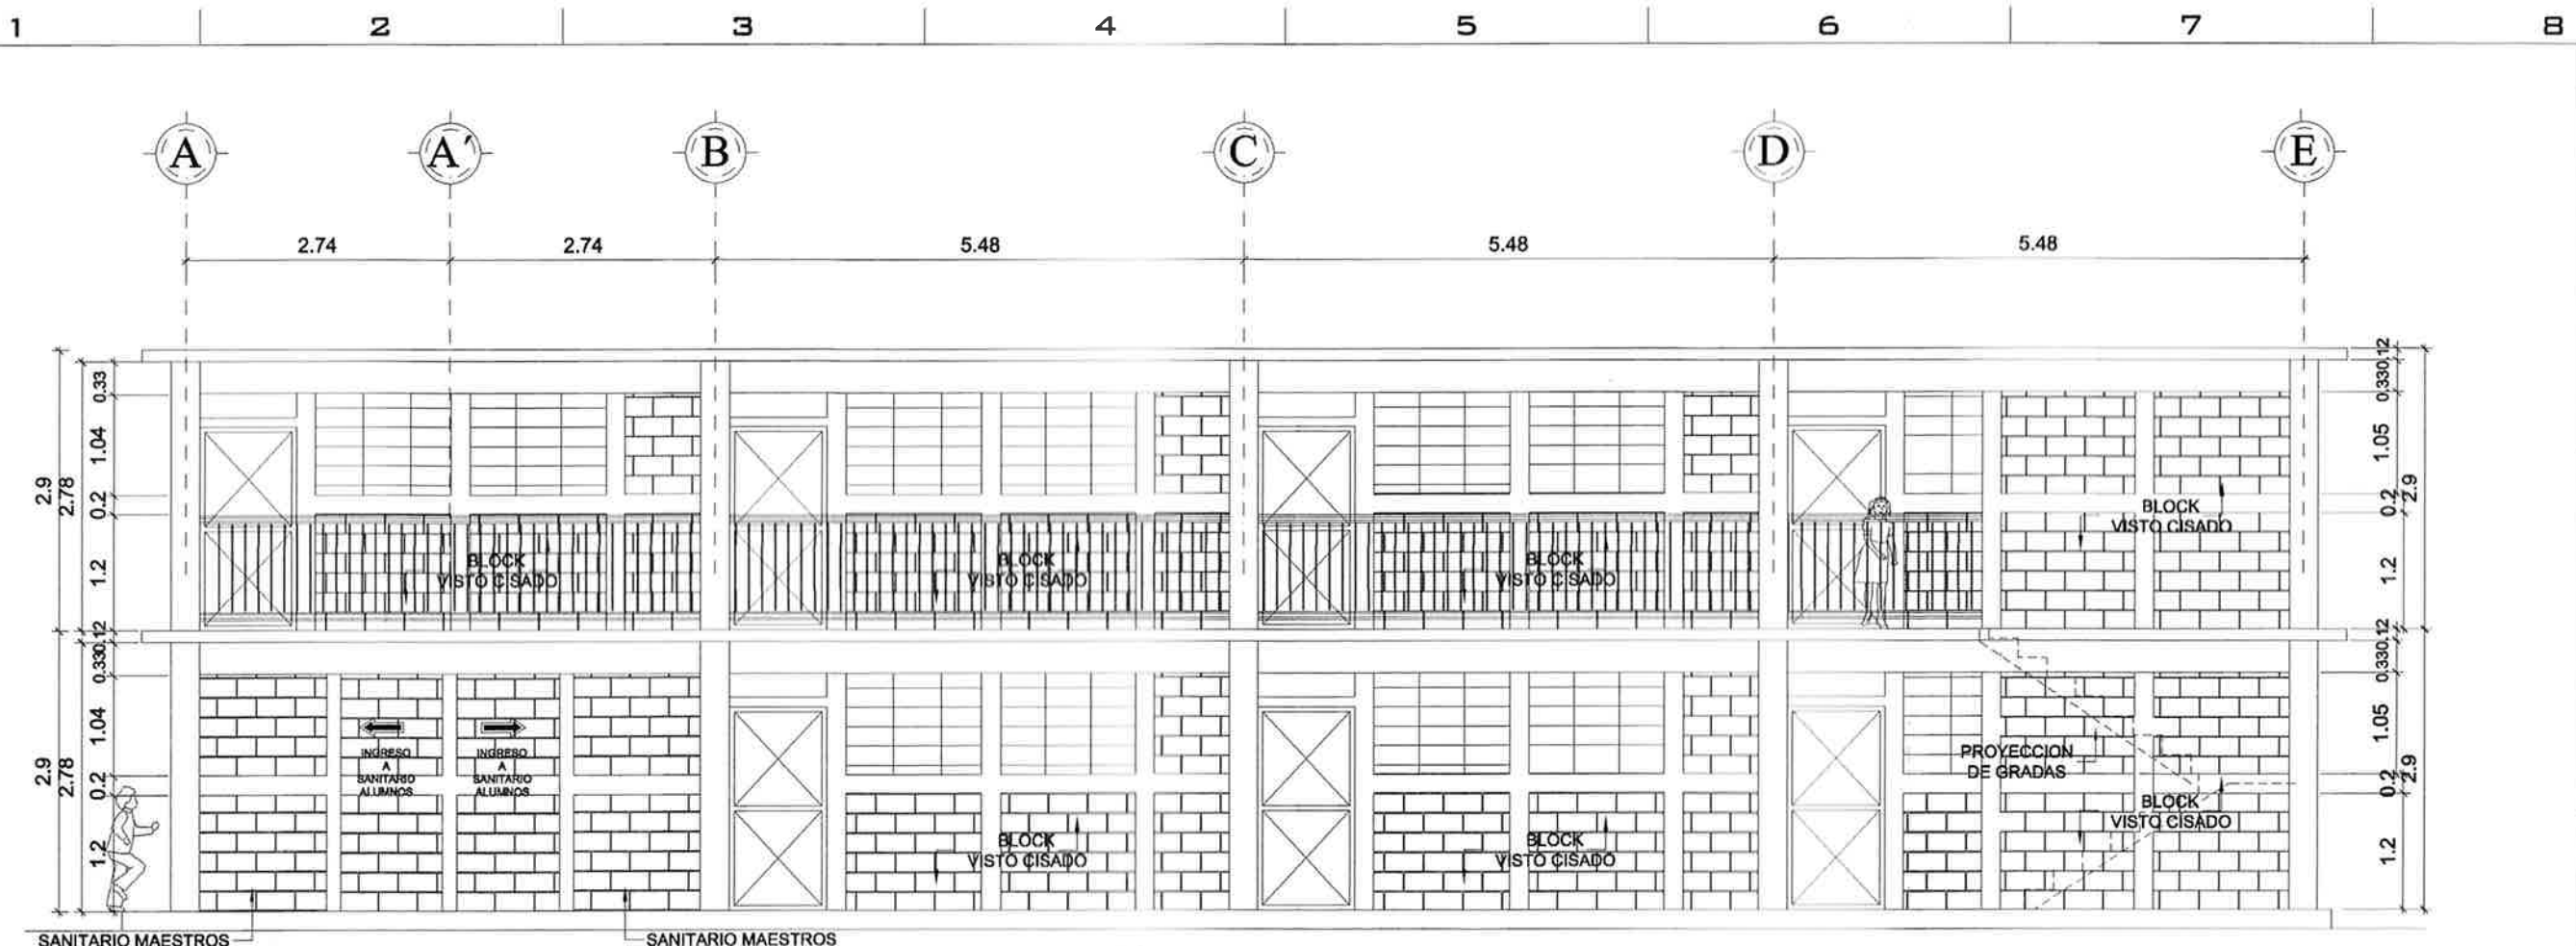 1 2 3 4 5 6 7 8
A A´ B C D E
2.74 2.74 5.48 5.48 5.48
0.33
1.04
0.2
1.2
2.78
2.9
0.12
0.33
1.05
0.2
1.2
2.9
BLOCK
VISTO CISADO
BLOCK
VISTO CISADO
BLOCK
VISTO CISADO
BLOCK
VISTO CISADO
0.12
0.33
1.04
0.2
1.2
2.78
2.9
0.12
0.33
1.05
0.2
1.2
2.9
INGRESO
A
SANITARIO
ALUMNOS
INGRESO
A
SANITARIO
ALUMNOS
PROYECCION
DE GRADAS
BLOCK
VISTO CISADO
BLOCK
VISTO CISADO
BLOCK
VISTO CISADO
SANITARIO MAESTROS
SANITARIO MAESTROS